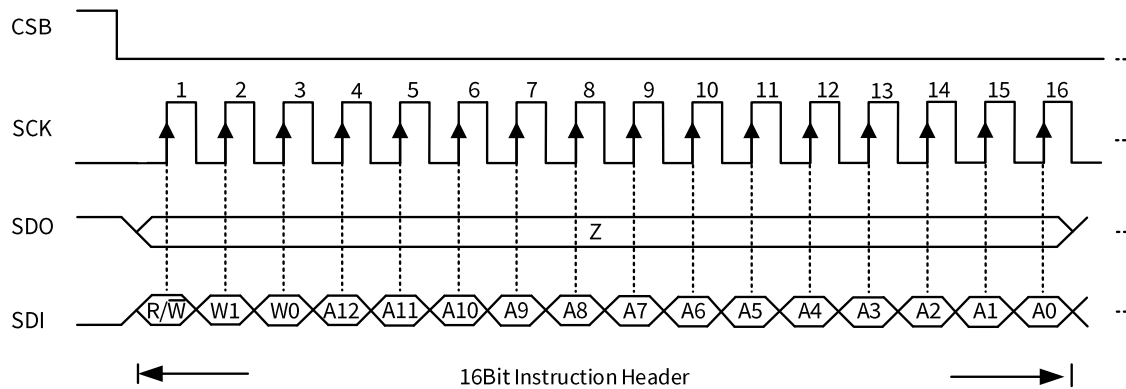 CSB
1 2 3 4 5 6 7 8 9 10 11 12 13 14 15 16
SCK
SDO
Z
SDI R/W̅ W1 W0 A12 A11 A10 A9 A8 A7 A6 A5 A4 A3 A2 A1 A0
16Bit Instruction Header